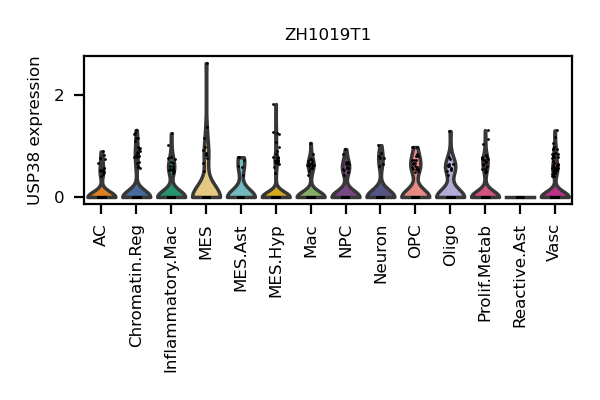 ZH1019T1
USP38 expression
2
0
AC
Chromatin.Reg
Inflammatory.Mac
MES
MES.Ast
MES.Hyp
Mac
NPC
Neuron
OPC
Oligo
Prolif.Metab
Reactive.Ast
Vasc